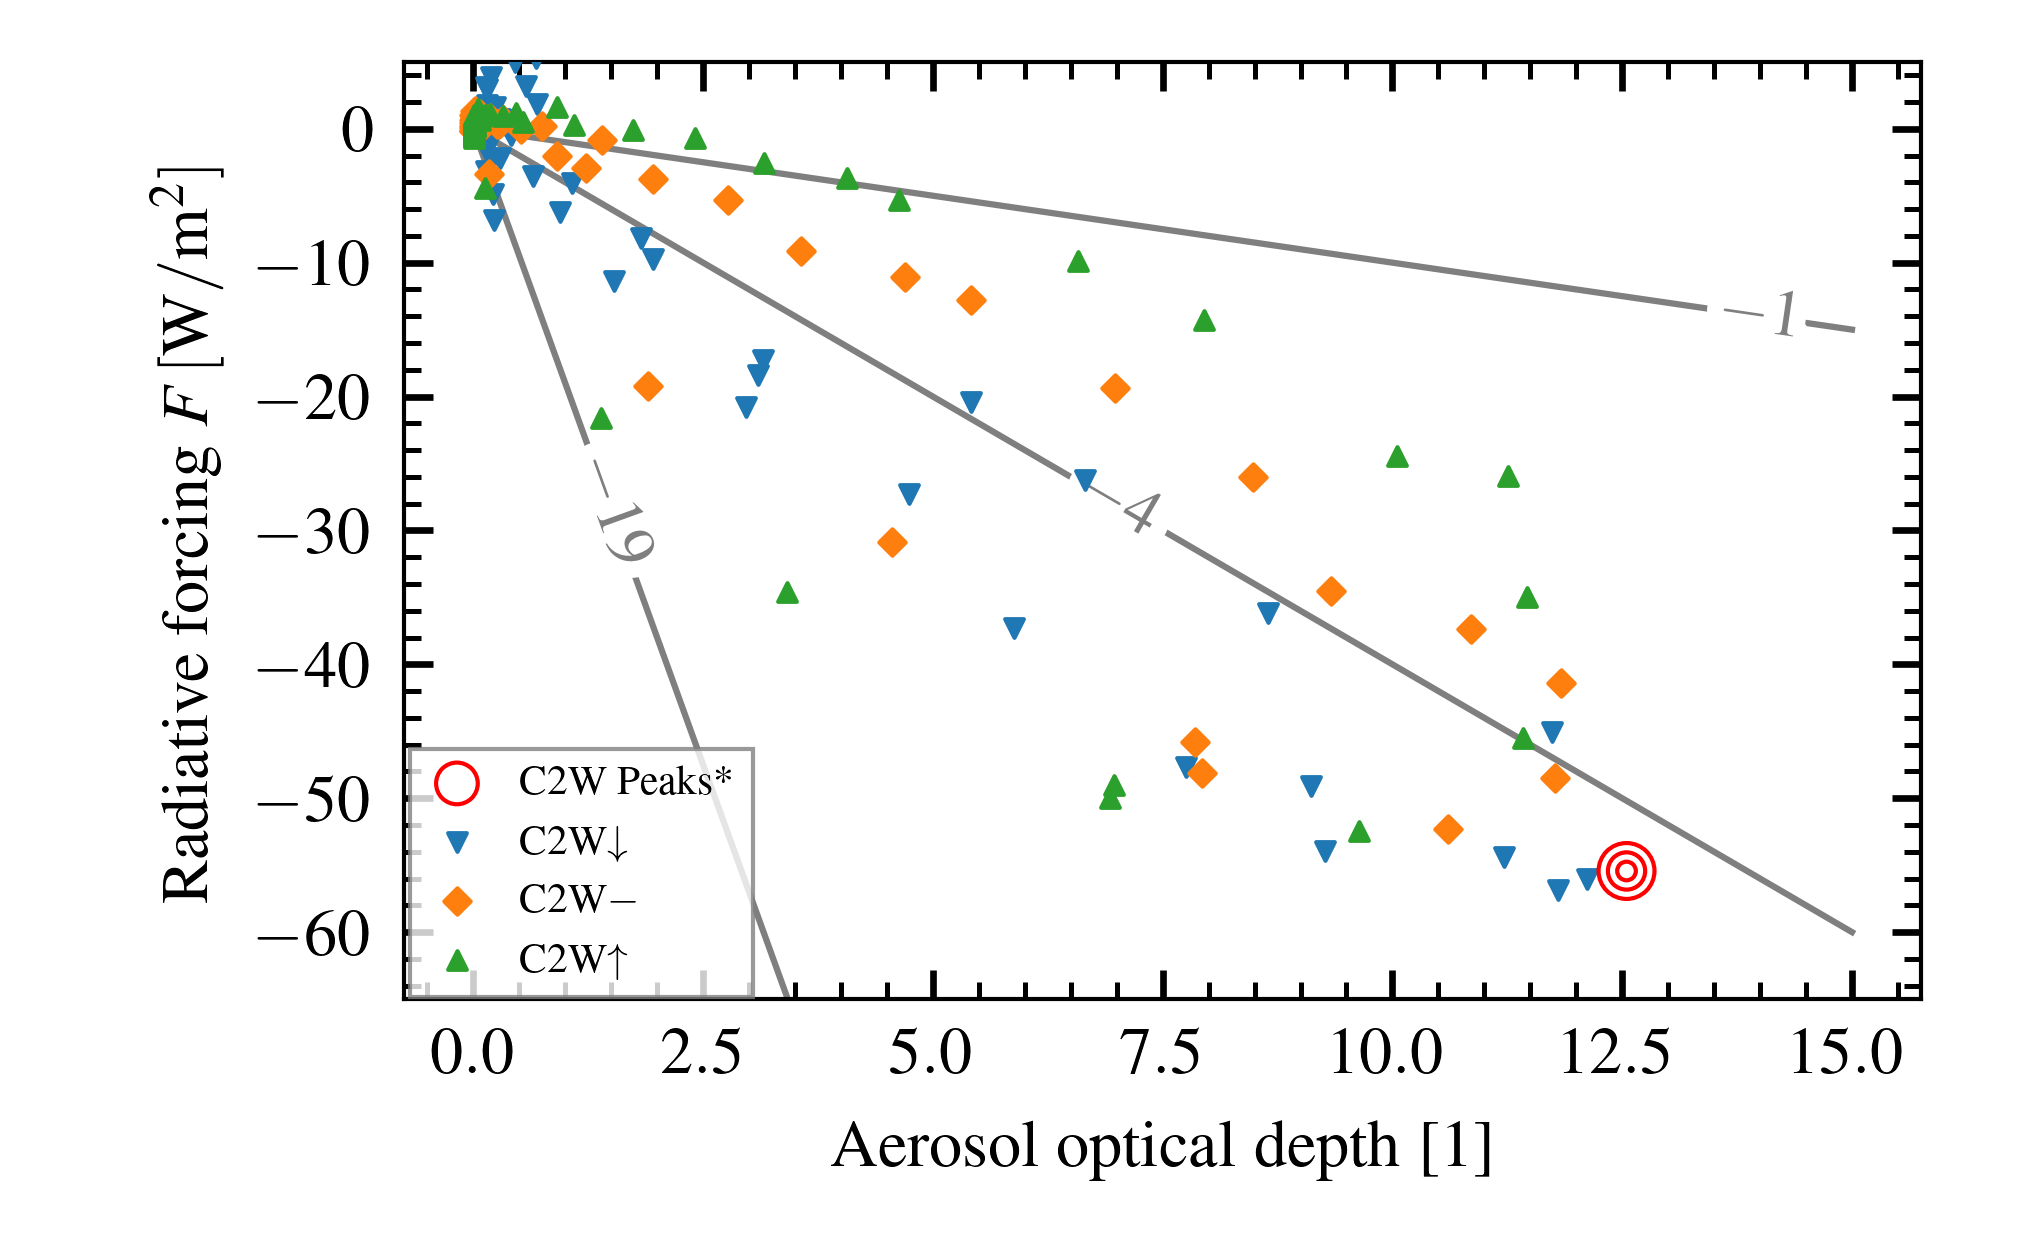 Radiative forcing F [W/m²]
0
−10
−20
−30
−40
−50
−60
−1
−4
−19
C2W Peaks*
C2W↓
C2W−
C2W↑
0.0 2.5 5.0 7.5 10.0 12.5 15.0
Aerosol optical depth [1]